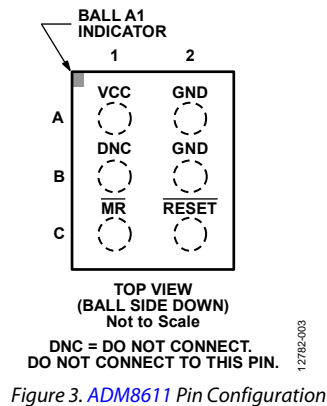 BALL A1
INDICATOR
1 2
VCC GND
A
DNC GND
B
MR RESET
C
TOP VIEW
(BALL SIDE DOWN)
Not to Scale
DNC = DO NOT CONNECT.
DO NOT CONNECT TO THIS PIN.
12782-003
Figure 3. ADM8611 Pin Configuration